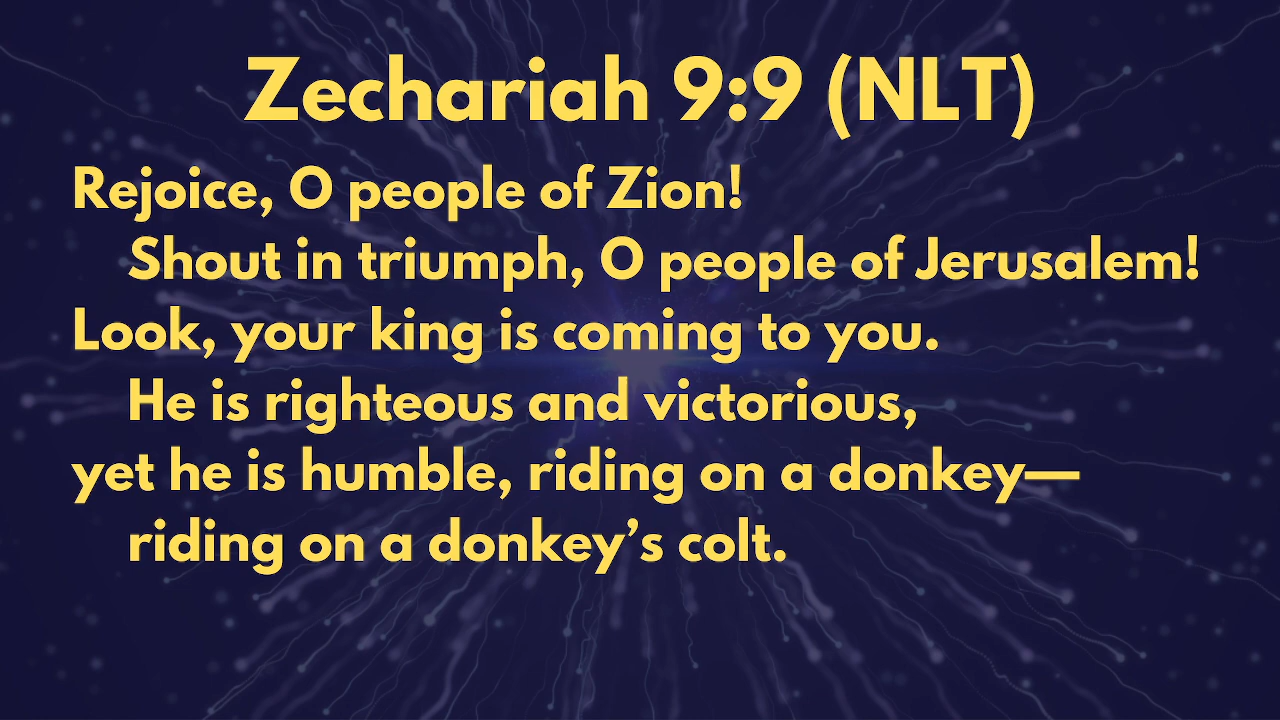 Zechariah 9:9 (NLT)
Rejoice, O people of Zion!
Shout in triumph, O people of Jerusalem!
Look, your king is coming to you.
He is righteous and victorious,
yet he is humble, riding on a donkey—
riding on a donkey’s colt.